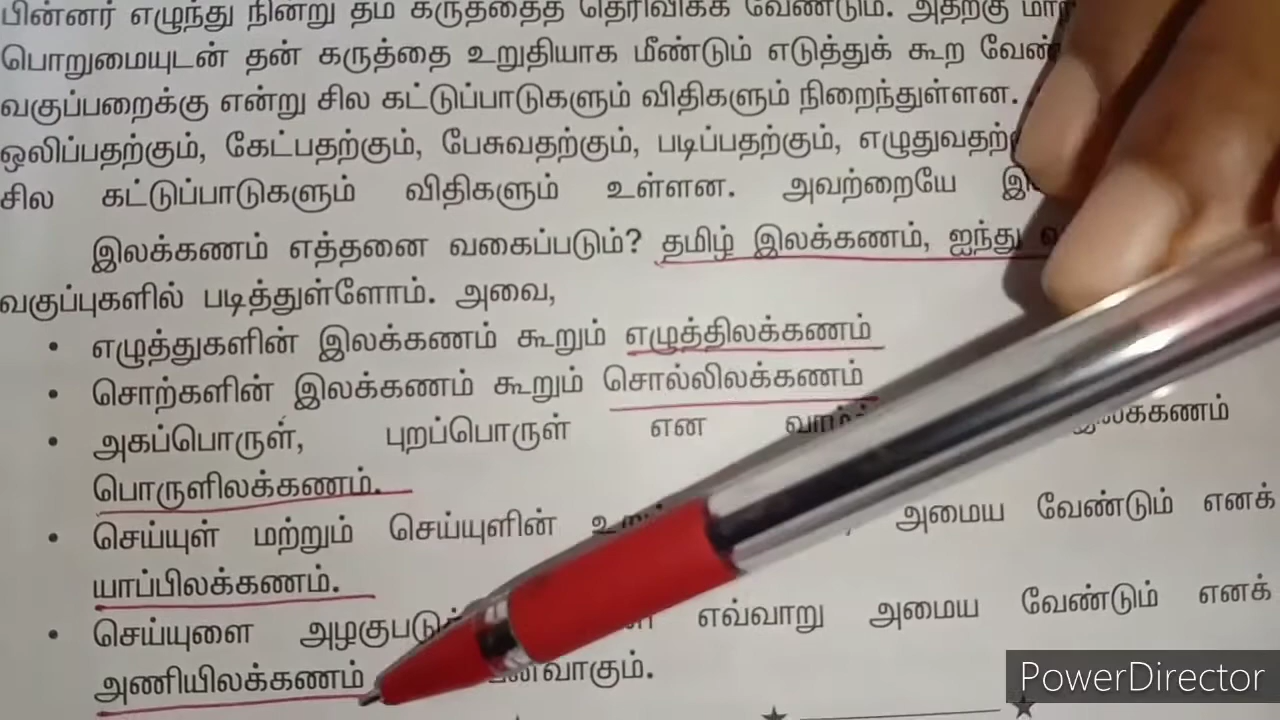 பின்னர் எழுந்து நின்று தம் கருத்தைத் தெரிவிக்க வேண்டும். அதற்கு
பொறுமையுடன் தன் கருத்தை உறுதியாக மீண்டும் எடுத்துக் கூற
வகுப்பறைக்கு என்று சில கட்டுப்பாடுகளும் விதிகளும் நிறைந்துள்ளன.
ஒலிப்பதற்கும், கேட்பதற்கும், பேசுவதற்கும், படிப்பதற்கும்,
சில கட்டுப்பாடுகளும் விதிகளும் உள்ளன. அவற்றையே
இலக்கணம் எத்தனை வகைப்படும்? தமிழ் இலக்கணம், ஐந்து
வகுப்புகளில் படித்துள்ளோம். அவை,
• எழுத்துகளின் இலக்கணம் கூறும் எழுத்திலக்கணம்
• சொற்களின் இலக்கணம் கூறும் சொல்லிலக்கணம்
• அகப்பொருள், புறப்பொருள் என இலக்கணம்
பொருளிலக்கணம்.
• செய்யுள் மற்றும் செய்யுளின் அமைய வேண்டும் எனக்
யாப்பிலக்கணம்.
• செய்யுளை எவ்வாறு அமைய வேண்டும் எனக்
அணியிலக்கணம்
PowerDirector